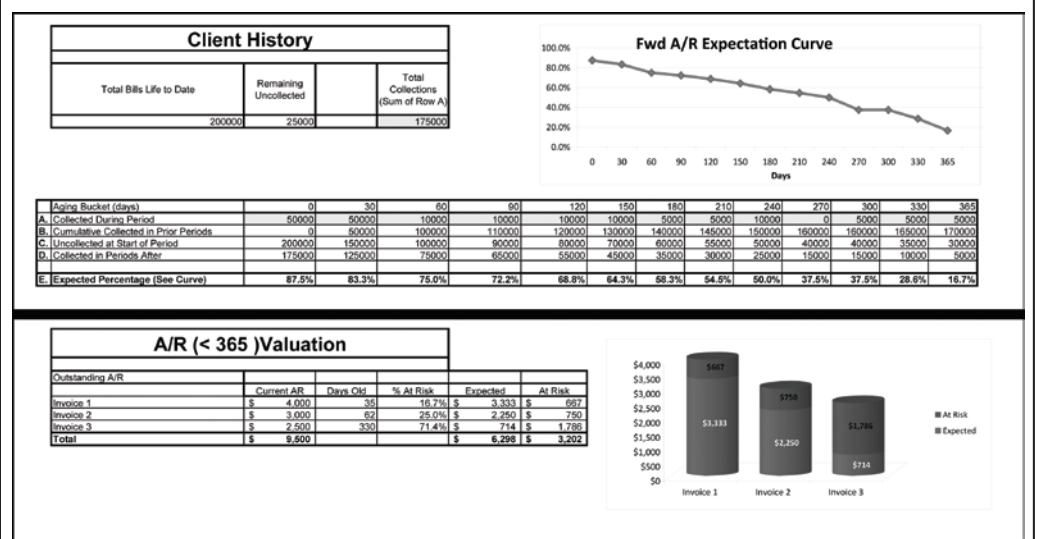 Client History
Total Bills Life to Date Remaining Uncollected Total Collections (Sum of Row A)
200000 25000 175000
Fwd A/R Expectation Curve
100.0%
80.0%
60.0%
40.0%
20.0%
0.0%
0 30 60 90 120 150 180 210 240 270 300 330 365
Days
Aging Bucket (days) 0 30 60 90 120 150 180 210 240 270 300 330 365
A. Collected During Period 50000 50000 10000 10000 10000 10000 5000 5000 10000 0 5000 5000 5000
B. Cumulative Collected in Prior Periods 0 50000 100000 110000 120000 130000 140000 145000 150000 160000 160000 165000 170000
C. Uncollected at Start of Period 200000 150000 100000 90000 80000 70000 60000 55000 50000 40000 40000 35000 30000
D. Collected in Periods After 175000 125000 75000 65000 55000 45000 35000 30000 25000 15000 15000 10000 5000
E. Expected Percentage (See Curve) 87.5% 83.3% 75.0% 72.2% 68.8% 64.3% 58.3% 54.5% 50.0% 37.5% 37.5% 28.6% 16.7%
A/R (< 365 )Valuation
Outstanding A/R
Current AR Days Old % At Risk Expected At Risk
Invoice 1 $ 4,000 35 16.7% $ 3,333 $ 667
Invoice 2 $ 3,000 62 25.0% $ 2,250 $ 750
Invoice 3 $ 2,500 330 71.4% $ 714 $ 1,786
Total $ 9,500 $ 6,298 $ 3,202
$4,000
$3,500
$3,000
$2,500
$2,000
$1,500
$1,000
$500
$0
$667
$3,333
$750
$2,250
$1,786
$714
Invoice 1 Invoice 2 Invoice 3
At Risk
Expected